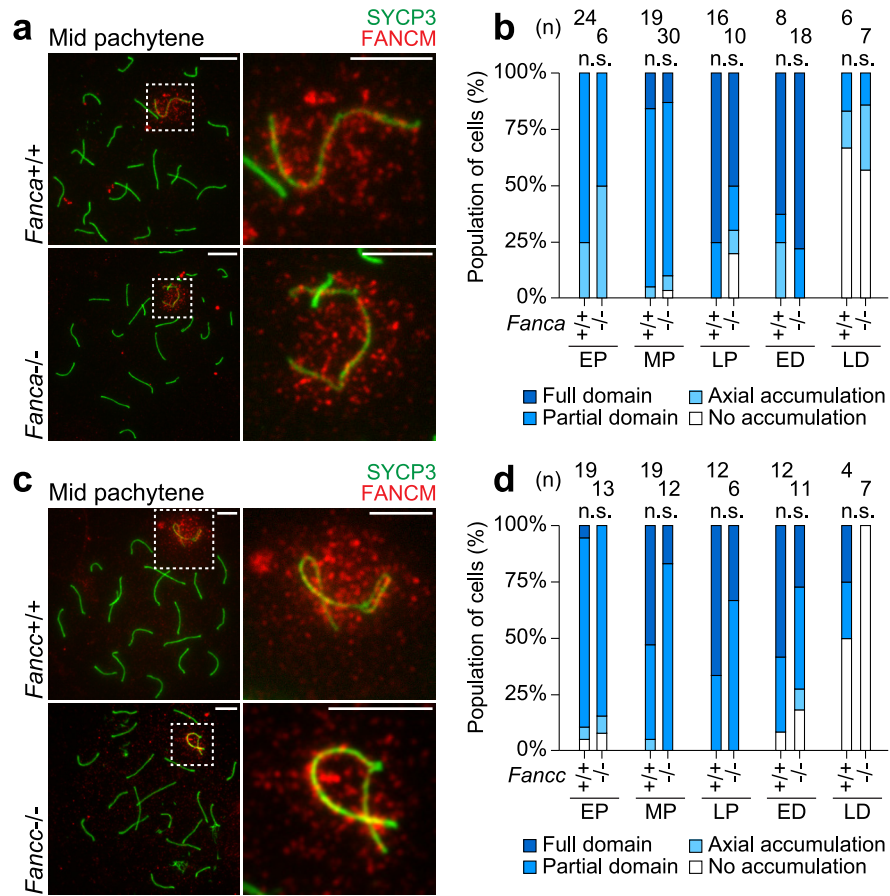 a
Mid pachytene
SYCP3
FANCM
Fanca+/+
Fanca-/-
b
(n)
24 19 16 8 6
6 30 10 18 7
n.s. n.s. n.s. n.s. n.s.
Population of cells (%)
100%
75%
50%
25%
0%
Fanca
+/+ -/- +/+ -/- +/+ -/- +/+ -/- +/+ -/-
EP MP LP ED LD
Full domain Axial accumulation
Partial domain No accumulation
c
Mid pachytene
SYCP3
FANCM
Fancc+/+
Fancc-/-
d
(n)
19 19 12 12 4
13 12 6 11 7
n.s. n.s. n.s. n.s. n.s.
Population of cells (%)
100%
75%
50%
25%
0%
Fancc
+/+ -/- +/+ -/- +/+ -/- +/+ -/- +/+ -/-
EP MP LP ED LD
Full domain Axial accumulation
Partial domain No accumulation